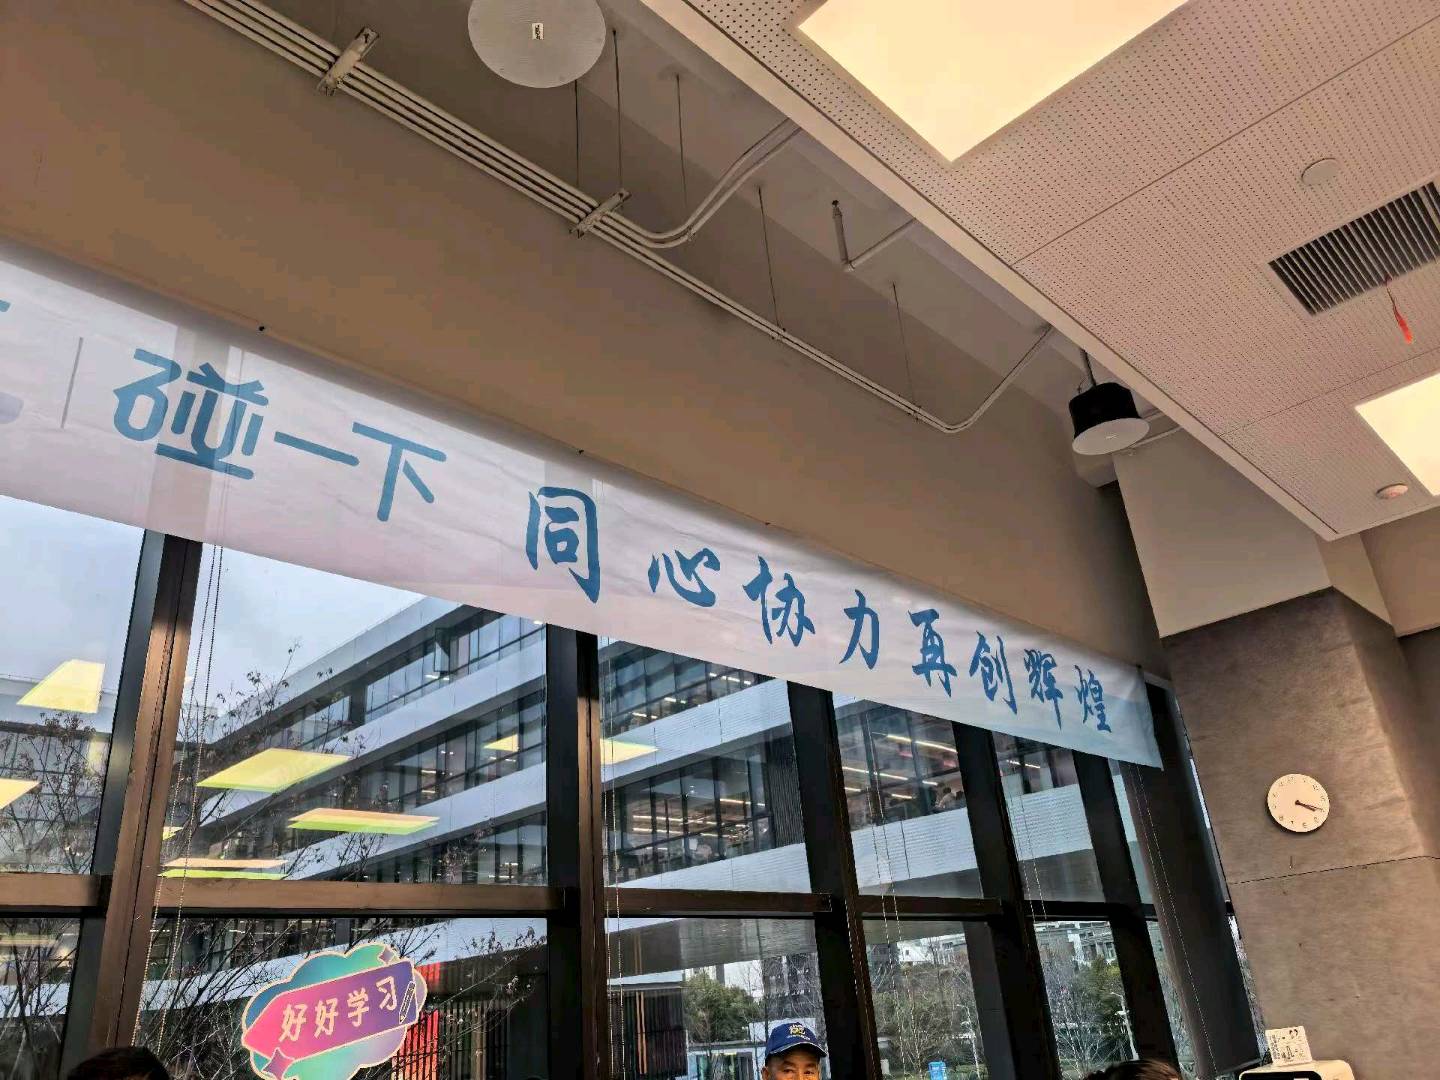 碰一下 同心协力再创辉煌
好好学习